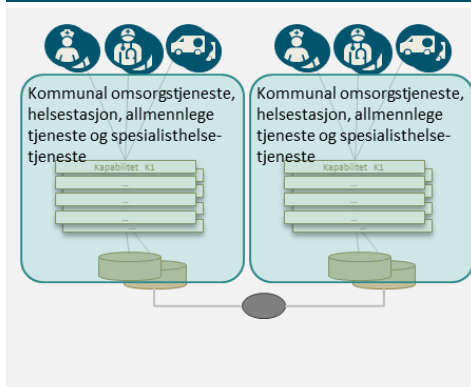 Kommunal omsorgstjeneste,
helsestasjon, allmennlege
tjeneste og spesialisthelse-
tjeneste
Kapabilitet K1
...
...
...
...
Kommunal omsorgstjeneste,
helsestasjon, allmennlege
tjeneste og spesialisthelse-
tjeneste
Kapabilitet K1
...
...
...
...